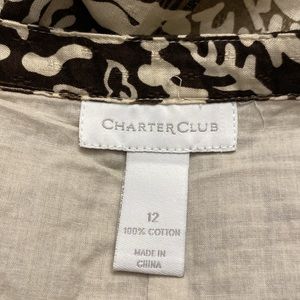 CHARTER CLUB
12
100% COTTON
MADE IN
CHINA